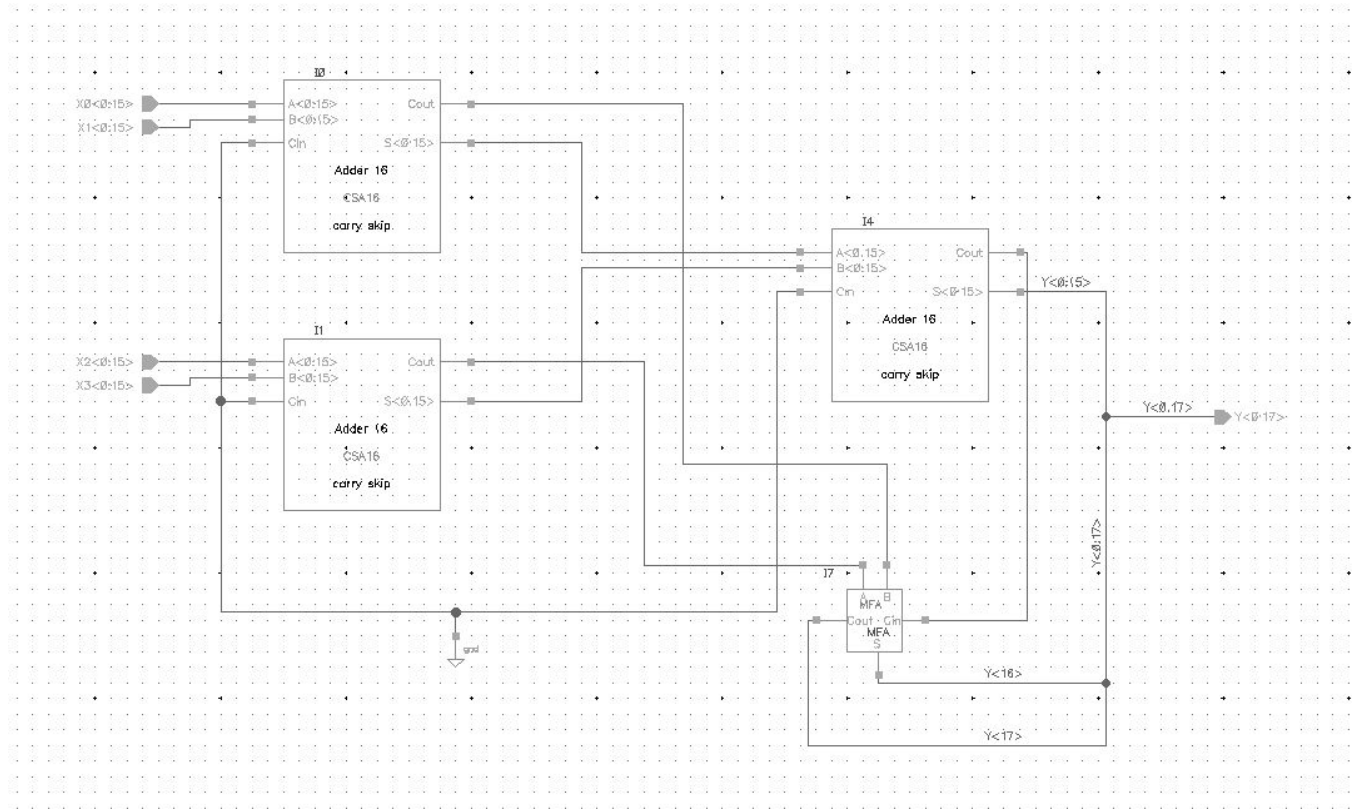 I0
X0<0:15>
A<0:15>
Cout
X1<0:15>
B<0:15>
Cin
S<0:15>
Adder 16
CSA16
carry skip
I4
A<0:15>
Cout
B<0:15>
Y<0:15>
Cin
S<0:15>
Adder 16
CSA16
carry skip
I1
X2<0:15>
A<0:15>
Cout
X3<0:15>
B<0:15>
Cin
S<0:15>
Adder 16
CSA16
carry skip
Y<0:17>
Y<0:17>
Y<0:17>
I7
A B
MFA
Cout Cin
MFA
S
gnd
Y<16>
Y<17>